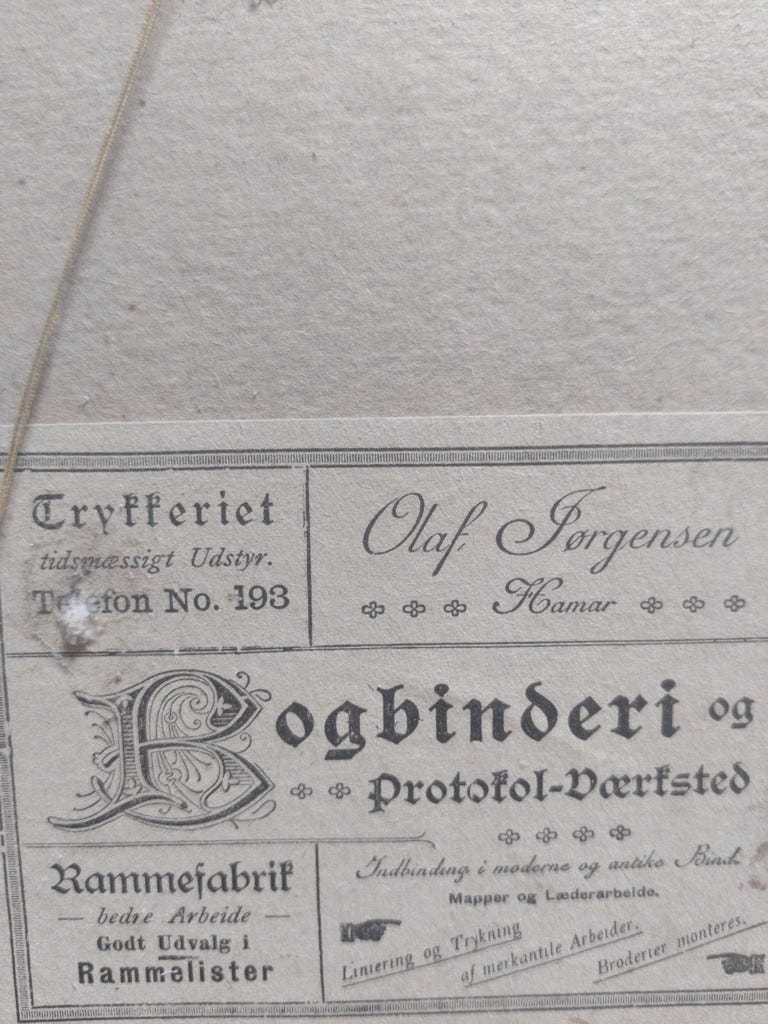 Trykkeriet
tidsmæssigt Udstyr.
Telefon No. 193
Olaf Jørgensen
Hamar
Bogbinderi og
Protokol-Værksted
Rammefabrik
— bedre Arbeide —
Godt Udvalg i
Rammelister
Indbinding i moderne og antike Bind.
Mapper og Læderarbeide.
Liniering og Trykning
af merkantile Arbeider.
Broderier monteres.